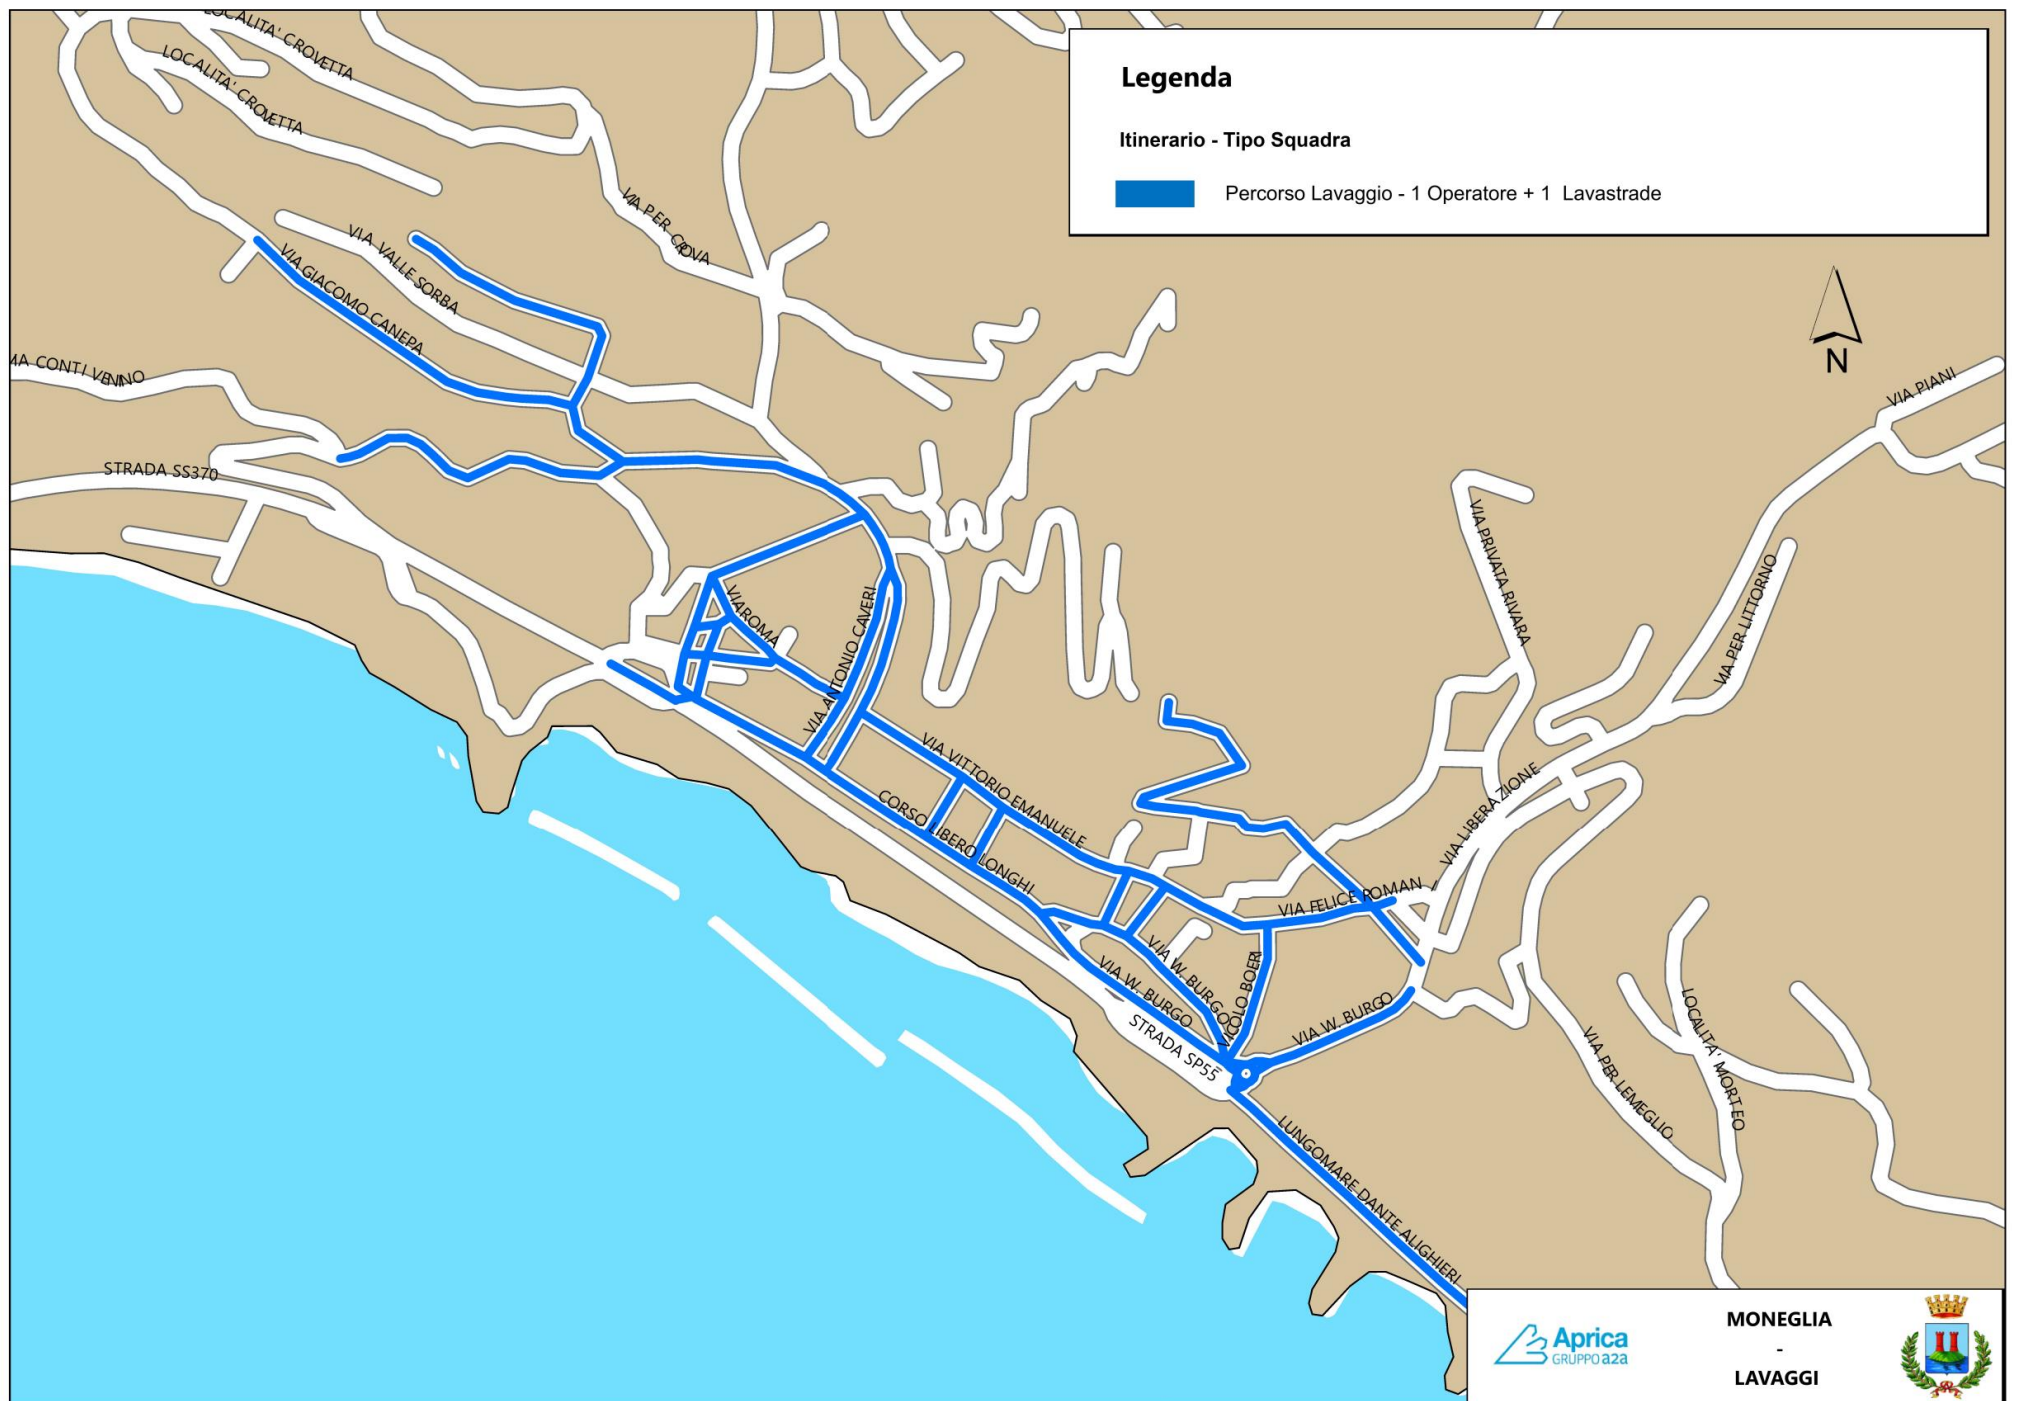 LOCALITA' CROVETTA
LOCALITA' CROVETTA
Legenda
Itinerario - Tipo Squadra
Percorso Lavaggio - 1 Operatore + 1 Lavastrade
VIA PER CROVA
VIA VALLE SORBA
VIA GIACOMO CANEPA
N
CONTI VENINO
VIA PIANI
STRADA SS370
VIA PRIVATA RIVARA
VIA ROMA
VIA ANTONIO CAVERI
VIA PER LITTORNO
VIA VITTORIO EMANUELE
CORSO LIBERO LONGHI
VIA LIBERAZIONE
VIA FELICE ROMAN
VIA W. BURGO
VIA W. BURGO
VICOLO BOERI
VIA W. BURGO
STRADA SP55
LOCALITA' MORTEO
VIA PER LEMEGLIO
LUNGOMARE DANTE ALIGHIERI
Aprica
GRUPPO a2a
MONEGLIA
-
LAVAGGI